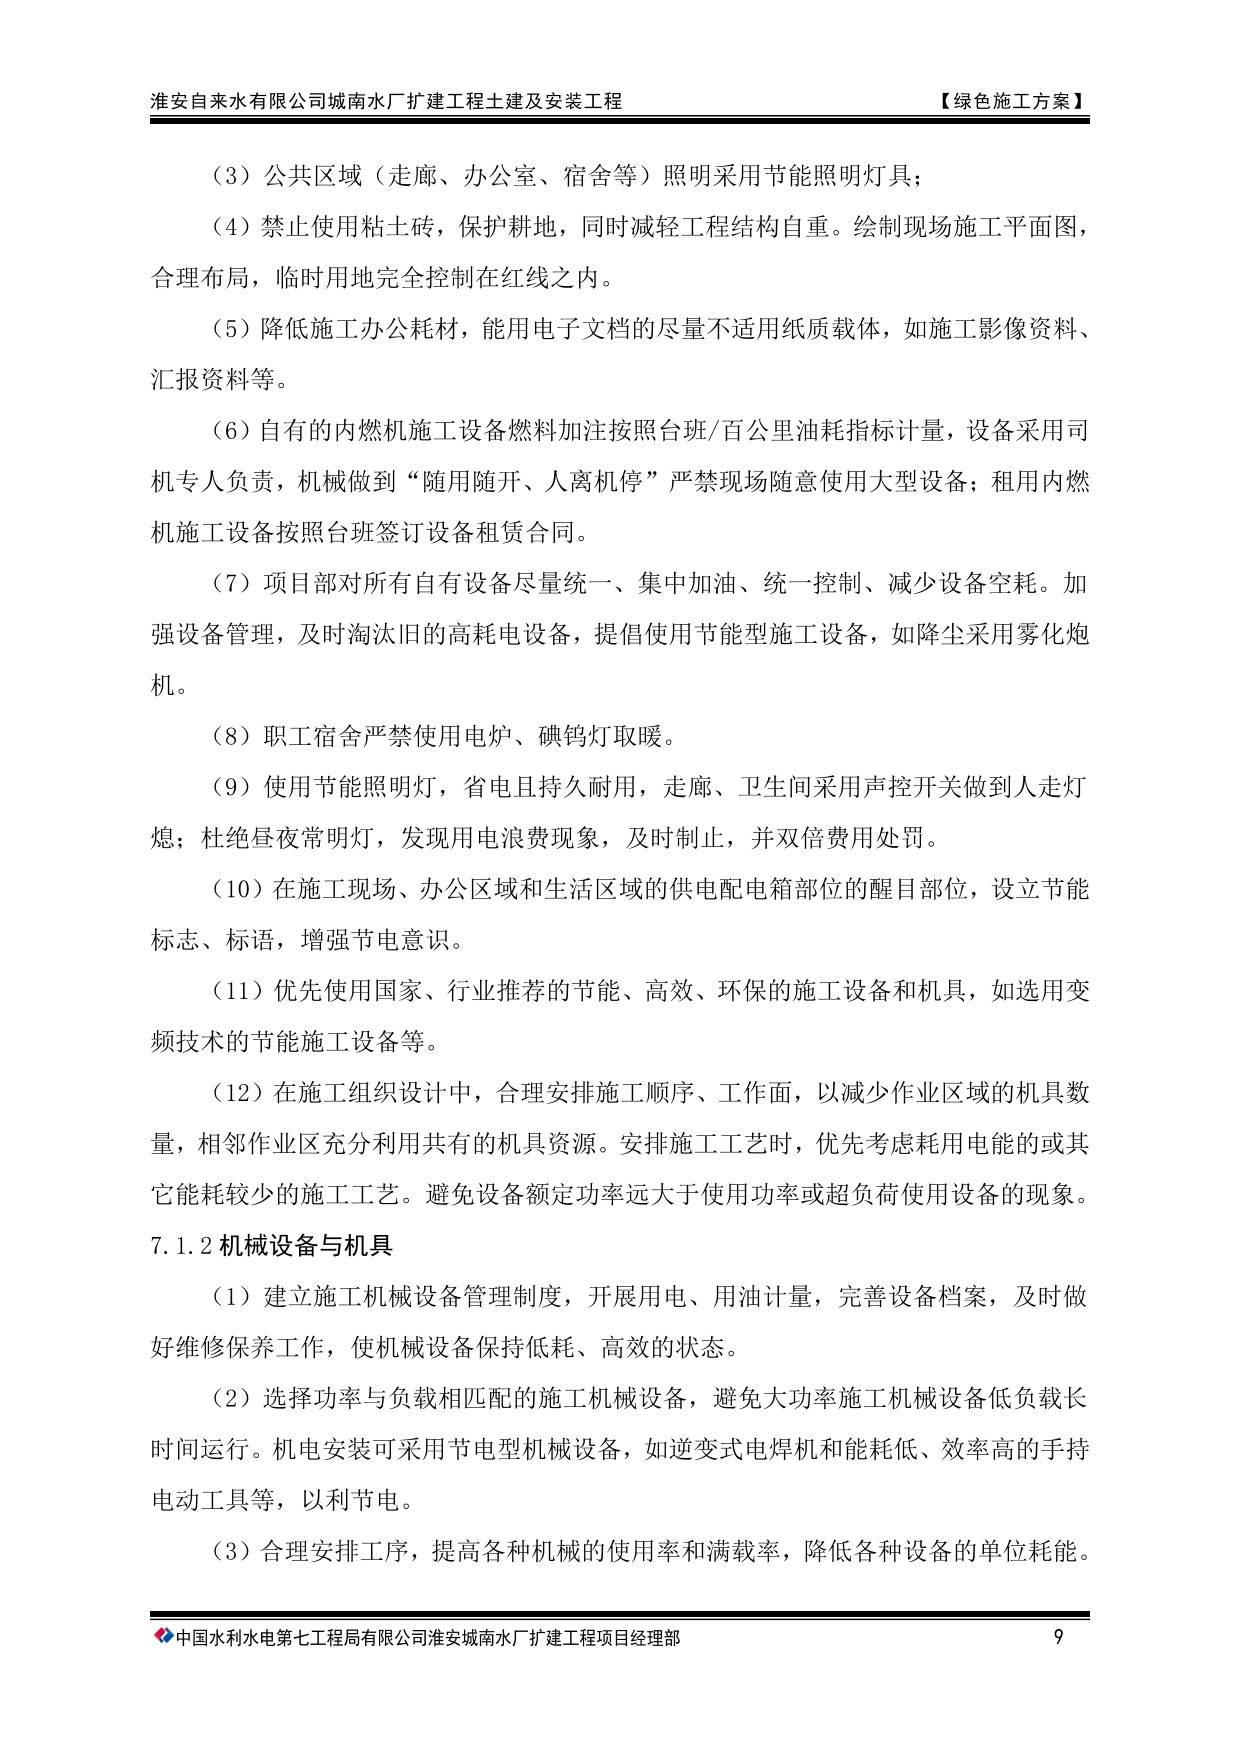 淮安自来水有限公司城南水厂扩建工程土建及安装工程 【绿色施工方案】
（3）公共区域（走廊、办公室、宿舍等）照明采用节能照明灯具；
（4）禁止使用粘土砖，保护耕地，同时减轻工程结构自重。绘制现场施工平面图，
合理布局，临时用地完全控制在红线之内。
（5）降低施工办公耗材，能用电子文档的尽量不适用纸质载体，如施工影像资料、
汇报资料等。
（6）自有的内燃机施工设备燃料加注按照台班/百公里油耗指标计量，设备采用司
机专人负责，机械做到“随用随开、人离机停”严禁现场随意使用大型设备；租用内燃
机施工设备按照台班签订设备租赁合同。
（7）项目部对所有自有设备尽量统一、集中加油、统一控制、减少设备空耗。加
强设备管理，及时淘汰旧的高耗电设备，提倡使用节能型施工设备，如降尘采用雾化炮
机。
（8）职工宿舍严禁使用电炉、碘钨灯取暖。
（9）使用节能照明灯，省电且持久耐用，走廊、卫生间采用声控开关做到人走灯
熄；杜绝昼夜常明灯，发现用电浪费现象，及时制止，并双倍费用处罚。
（10）在施工现场、办公区域和生活区域的供电配电箱部位的醒目部位，设立节能
标志、标语，增强节电意识。
（11）优先使用国家、行业推荐的节能、高效、环保的施工设备和机具，如选用变
频技术的节能施工设备等。
（12）在施工组织设计中，合理安排施工顺序、工作面，以减少作业区域的机具数
量，相邻作业区充分利用共有的机具资源。安排施工工艺时，优先考虑耗用电能的或其
它能耗较少的施工工艺。避免设备额定功率远大于使用功率或超负荷使用设备的现象。
7.1.2 机械设备与机具
（1）建立施工机械设备管理制度，开展用电、用油计量，完善设备档案，及时做
好维修保养工作，使机械设备保持低耗、高效的状态。
（2）选择功率与负载相匹配的施工机械设备，避免大功率施工机械设备低负载长
时间运行。机电安装可采用节电型机械设备，如逆变式电焊机和能耗低、效率高的手持
电动工具等，以利节电。
（3）合理安排工序，提高各种机械的使用率和满载率，降低各种设备的单位耗能。
中国水利水电第七工程局有限公司淮安城南水厂扩建工程项目经理部 9